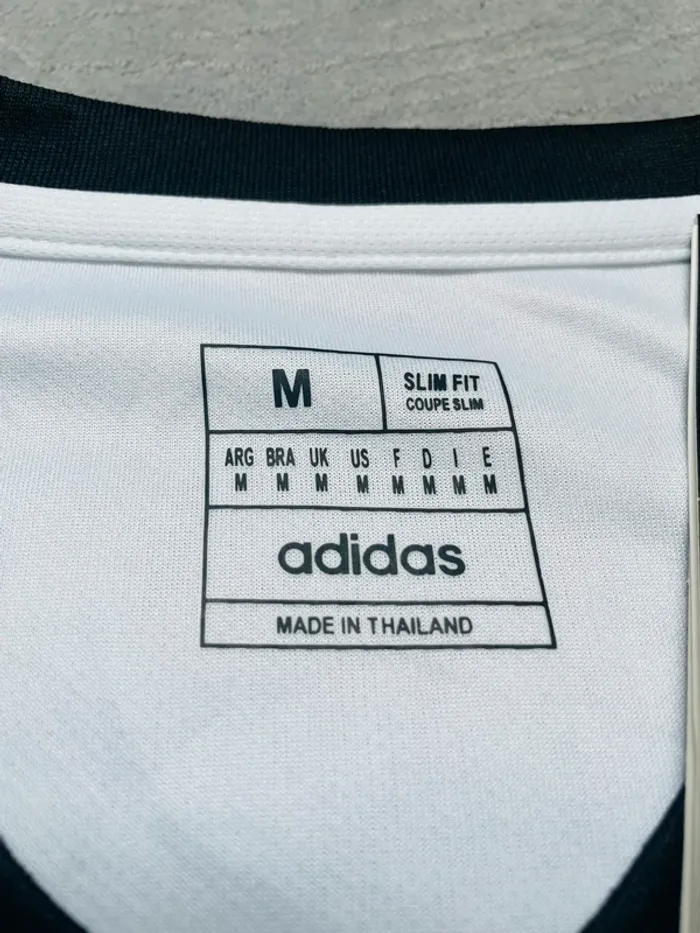 M
SLIM FIT
COUPE SLIM
ARG BRA UK US F D I E
M M M M M M M M
adidas
MADE IN THAILAND